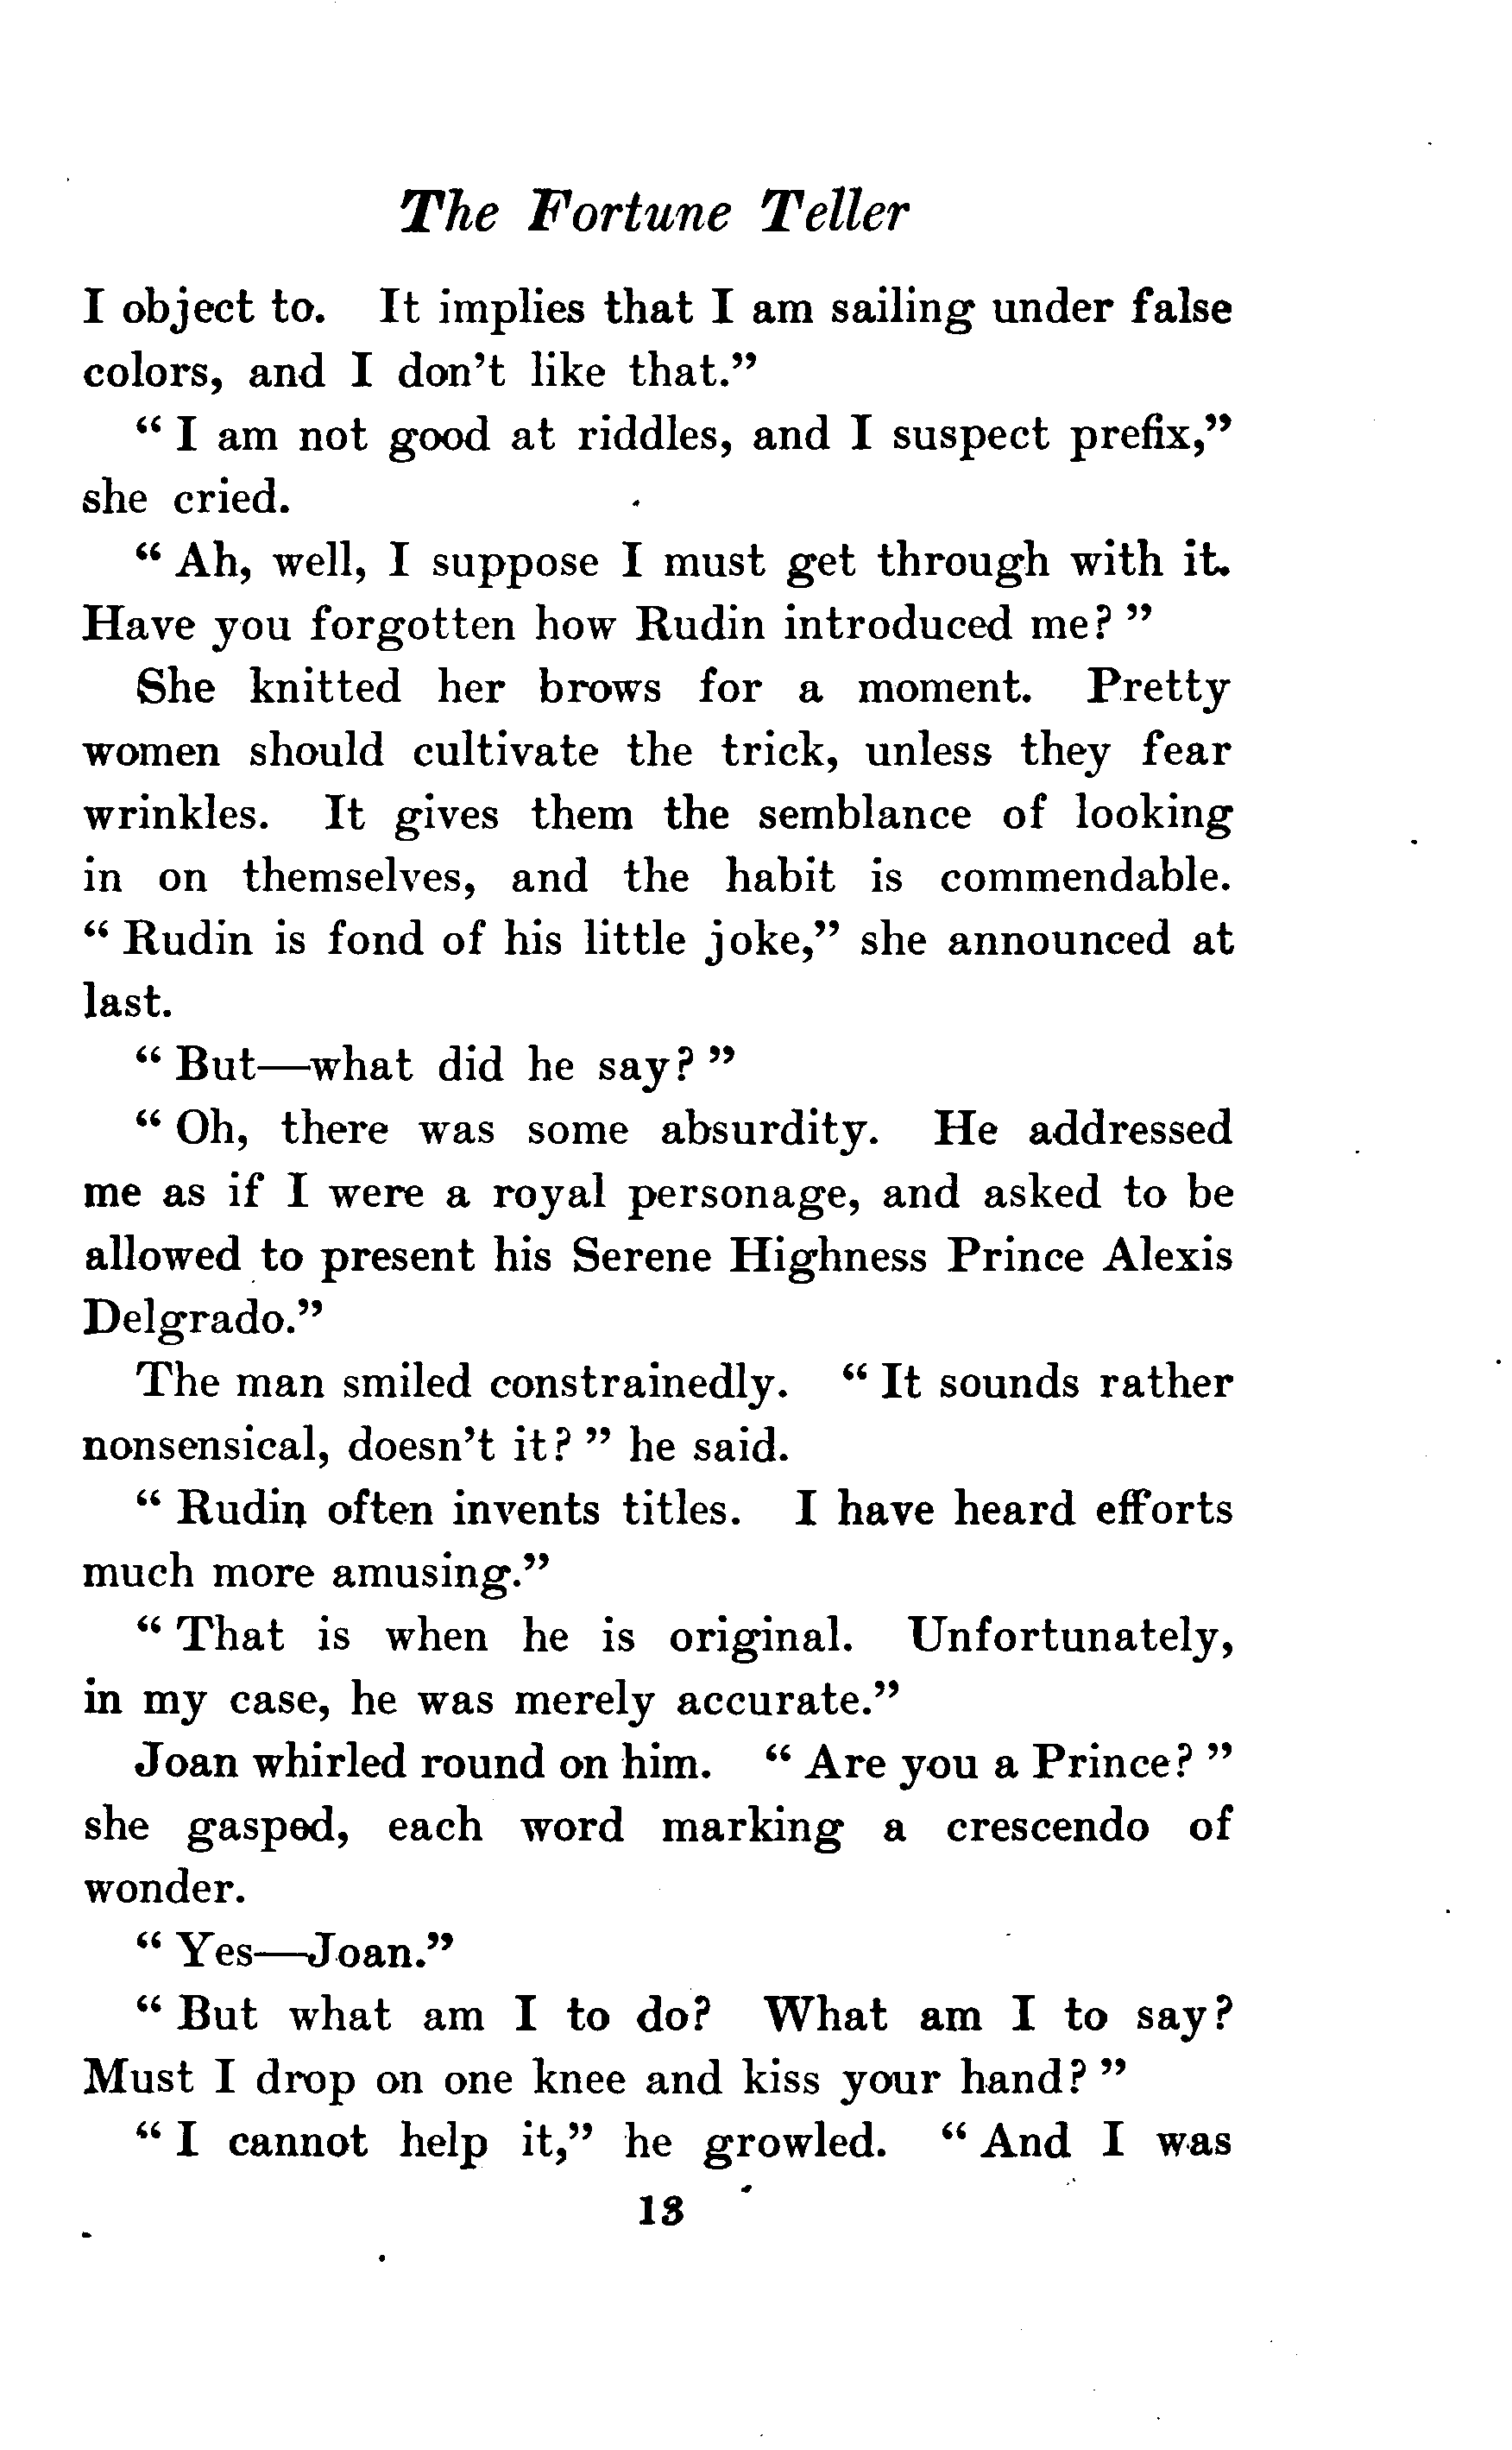 The Fortune Teller
I object to. It implies that I am sailing under false
colors, and I don't like that."
" I am not good at riddles, and I suspect prefix,"
she cried.
" Ah, well, I suppose I must get through with it.
Have you forgotten how Rudin introduced me? "
She knitted her brows for a moment. Pretty
women should cultivate the trick, unless they fear
wrinkles. It gives them the semblance of looking
in on themselves, and the habit is commendable.
" Rudin is fond of his little joke," she announced at
last.
" But—what did he say? "
" Oh, there was some absurdity. He addressed
me as if I were a royal personage, and asked to be
allowed to present his Serene Highness Prince Alexis
Delgrado."
The man smiled constrainedly. " It sounds rather
nonsensical, doesn't it? " he said.
" Rudin often invents titles. I have heard efforts
much more amusing."
" That is when he is original. Unfortunately,
in my case, he was merely accurate."
Joan whirled round on him. " Are you a Prince? "
she gasped, each word marking a crescendo of
wonder.
" Yes—Joan."
" But what am I to do? What am I to say?
Must I drop on one knee and kiss your hand? "
" I cannot help it," he growled. " And I was
13